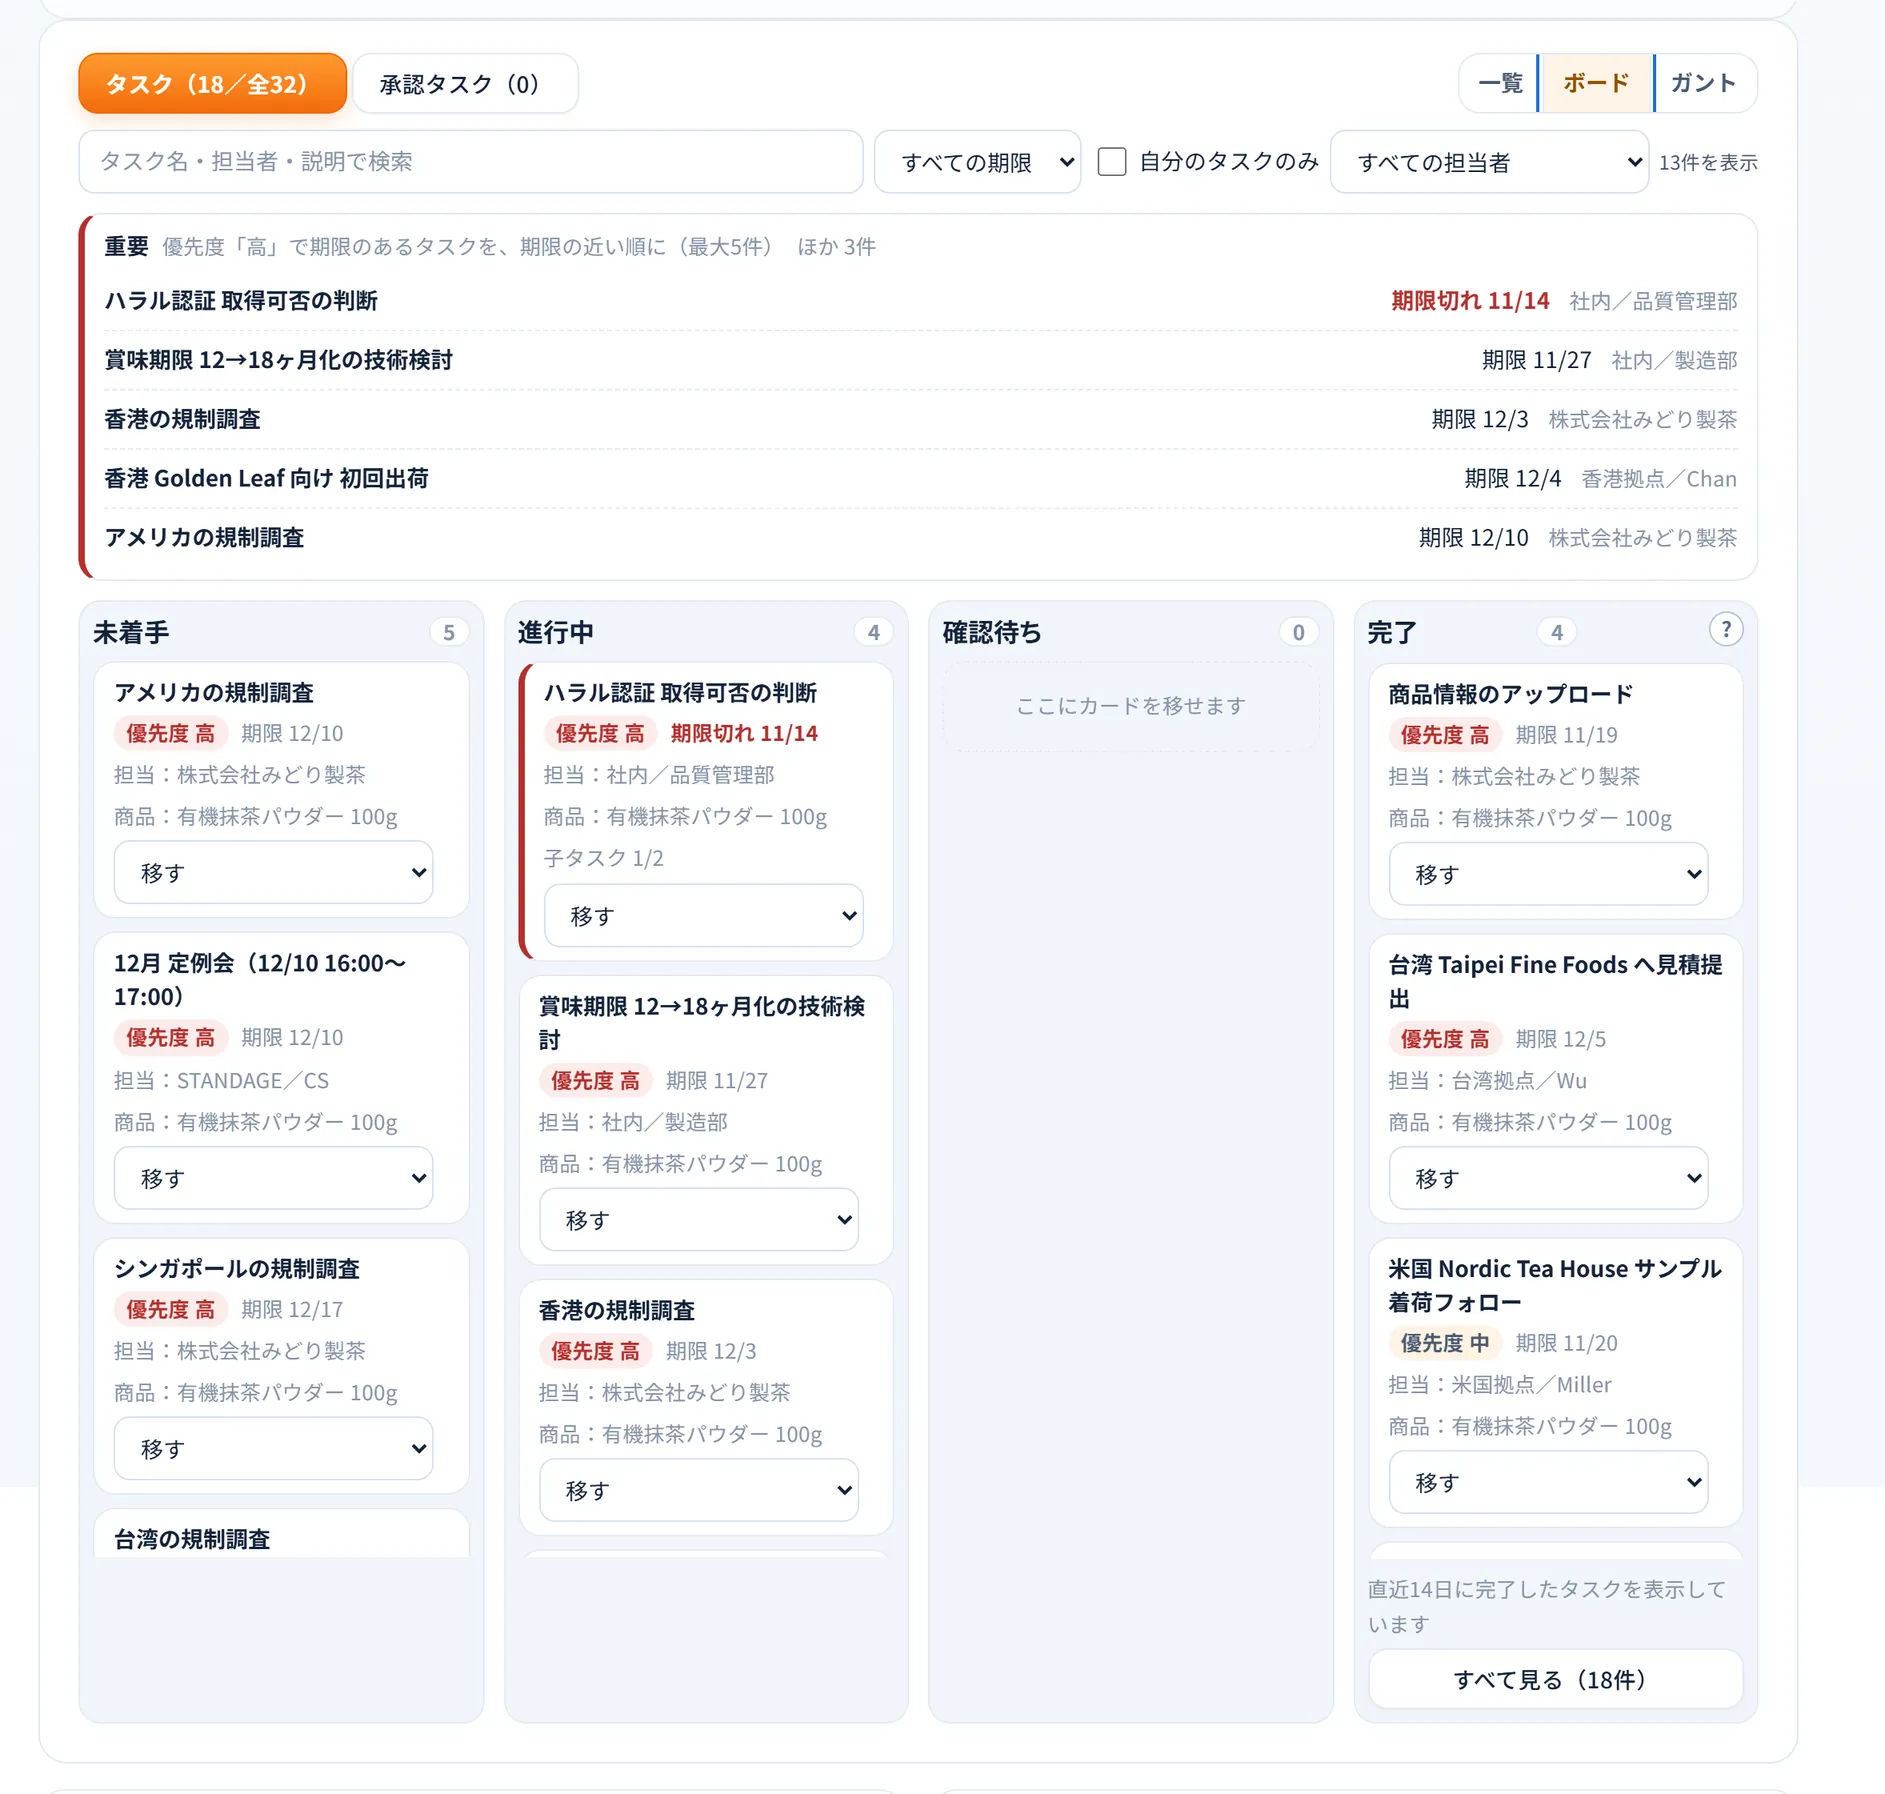 タスク（18／全32）
承認タスク（0）
一覧
ボード
ガント
タスク名・担当者・説明で検索
すべての期限
自分のタスクのみ
すべての担当者
13件を表示
重要 優先度「高」で期限のあるタスクを、期限の近い順に（最大5件） ほか 3件
ハラル認証 取得可否の判断
期限切れ 11/14 社内／品質管理部
賞味期限 12→18ヶ月化の技術検討
期限 11/27 社内／製造部
香港の規制調査
期限 12/3 株式会社みどり製茶
香港 Golden Leaf 向け 初回出荷
期限 12/4 香港拠点／Chan
アメリカの規制調査
期限 12/10 株式会社みどり製茶
未着手 5
アメリカの規制調査
優先度 高 期限 12/10
担当：株式会社みどり製茶
商品：有機抹茶パウダー 100g
移す
12月 定例会（12/10 16:00〜
17:00）
優先度 高 期限 12/10
担当：STANDAGE／CS
商品：有機抹茶パウダー 100g
移す
シンガポールの規制調査
優先度 高 期限 12/17
担当：株式会社みどり製茶
商品：有機抹茶パウダー 100g
移す
台湾の規制調査
進行中 4
ハラル認証 取得可否の判断
優先度 高 期限切れ 11/14
担当：社内／品質管理部
商品：有機抹茶パウダー 100g
子タスク 1/2
移す
賞味期限 12→18ヶ月化の技術検
討
優先度 高 期限 11/27
担当：社内／製造部
商品：有機抹茶パウダー 100g
移す
香港の規制調査
優先度 高 期限 12/3
担当：株式会社みどり製茶
商品：有機抹茶パウダー 100g
移す
確認待ち 0
ここにカードを移せます
完了 4 ?
商品情報のアップロード
優先度 高 期限 11/19
担当：株式会社みどり製茶
商品：有機抹茶パウダー 100g
移す
台湾 Taipei Fine Foods へ見積提
出
優先度 高 期限 12/5
担当：台湾拠点／Wu
商品：有機抹茶パウダー 100g
移す
米国 Nordic Tea House サンプル
着荷フォロー
優先度 中 期限 11/20
担当：米国拠点／Miller
商品：有機抹茶パウダー 100g
移す
直近14日に完了したタスクを表示して
います
すべて見る（18件）